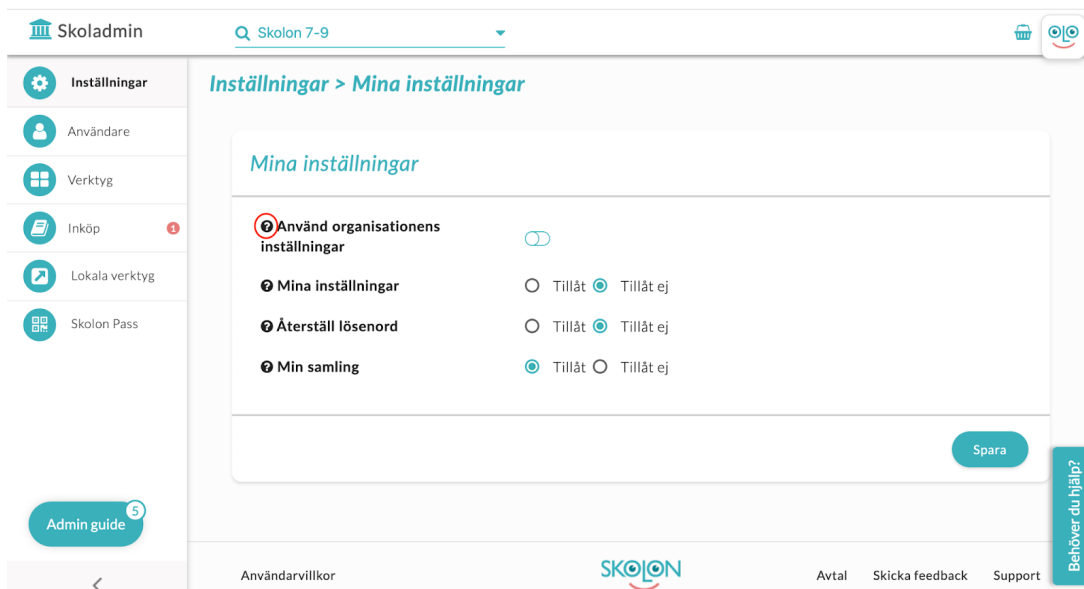 Skoladmin
Skolon 7-9
Inställningar
Användare
Verktyg
Inköp 1
Lokala verktyg
Skolon Pass
Admin guide 5
Inställningar > Mina inställningar
Mina inställningar
Använd organisationens
inställningar
Mina inställningar Tillåt Tillåt ej
Återställ lösenord Tillåt Tillåt ej
Min samling Tillåt Tillåt ej
Spara
Behöver du hjälp?
Användarvillkor
SKOLON
Avtal Skicka feedback Support